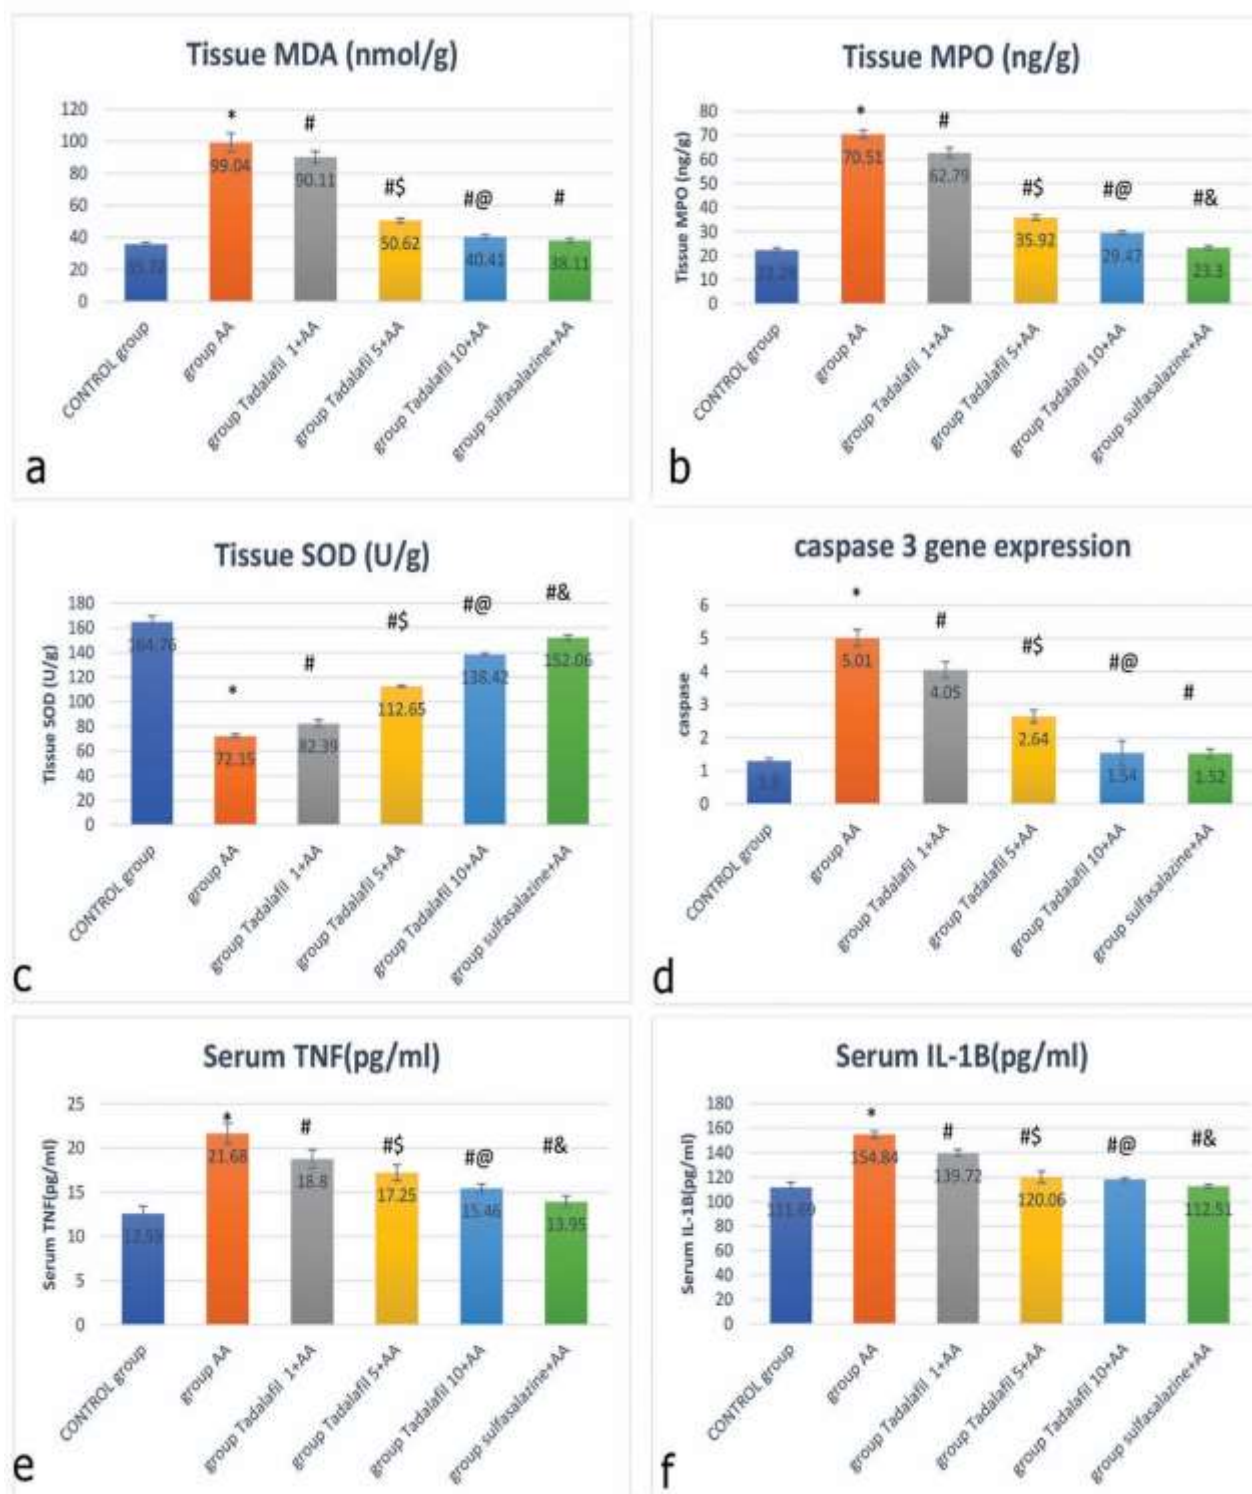 Tissue MDA (nmol/g)
120
100
80
60
40
20
0
*
#
#$
#@
#
35.72
99.04
90.11
50.62
40.41
38.11
CONTROL group
group AA
group Tadalafil 1+AA
group Tadalafil 5+AA
group Tadalafil 10+AA
group sulfasalazine+AA
a
Tissue MPO (ng/g)
Tissue MPO (ng/g)
80
70
60
50
40
30
20
10
0
*
#
#$
#@
#&
70.51
62.79
35.92
29.47
23.3
CONTROL group
group AA
group Tadalafil 1+AA
group Tadalafil 5+AA
group Tadalafil 10+AA
group sulfasalazine+AA
b
Tissue SOD (U/g)
Tissue SOD (U/g)
180
160
140
120
100
80
60
40
20
0
*
#
#$
#@
#&
164.76
72.15
82.39
112.65
138.42
152.06
CONTROL group
group AA
group Tadalafil 1+AA
group Tadalafil 5+AA
group Tadalafil 10+AA
group sulfasalazine+AA
c
caspase 3 gene expression
caspase
6
5
4
3
2
1
0
*
#
#$
#@
#
1.3
5.01
4.05
2.64
1.54
1.52
CONTROL group
group AA
group Tadalafil 1+AA
group Tadalafil 5+AA
group Tadalafil 10+AA
group sulfasalazine+AA
d
Serum TNF(pg/ml)
Serum TNF(pg/ml)
25
20
15
10
5
0
*
#
#$
#@
#&
21.68
18.8
17.25
15.46
13.95
CONTROL group
group AA
group Tadalafil 1+AA
group Tadalafil 5+AA
group Tadalafil 10+AA
group sulfasalazine+AA
e
Serum IL-1B(pg/ml)
Serum IL-1B(pg/ml)
180
160
140
120
100
80
60
40
20
0
*
#
#$
#@
#&
111.69
154.84
139.72
120.06
112.51
CONTROL group
group AA
group Tadalafil 1+AA
group Tadalafil 5+AA
group Tadalafil 10+AA
group sulfasalazine+AA
f